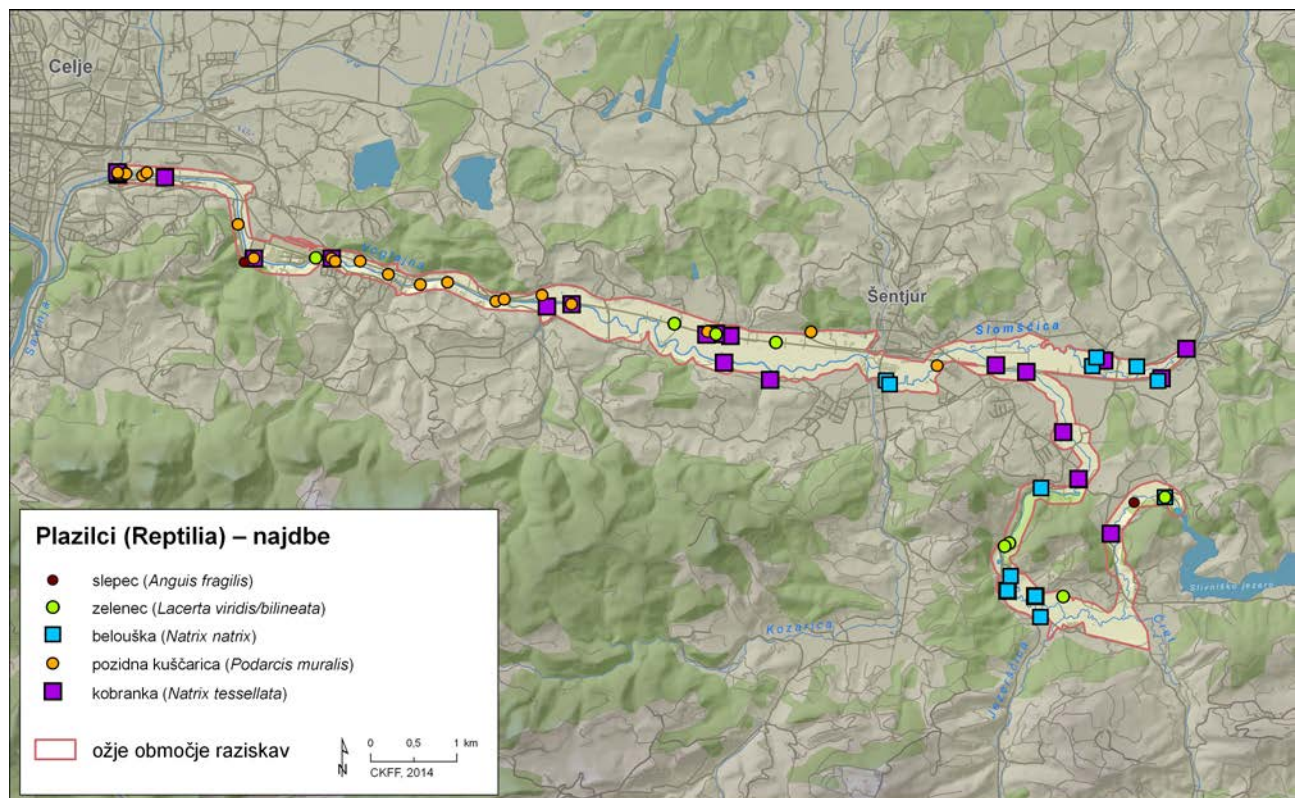 Celje
Savinja
Voglajna
Šentjur
Slomščica
Slivniško jezero
Kozarica
Jezerščica
Čret
Plazilci (Reptilia) – najdbe
slepec (Anguis fragilis)
zelenec (Lacerta viridis/bilineata)
belouška (Natrix natrix)
pozidna kuščarica (Podarcis muralis)
kobranka (Natrix tessellata)
ožje območje raziskav
N
0 0,5 1 km
CKFF, 2014